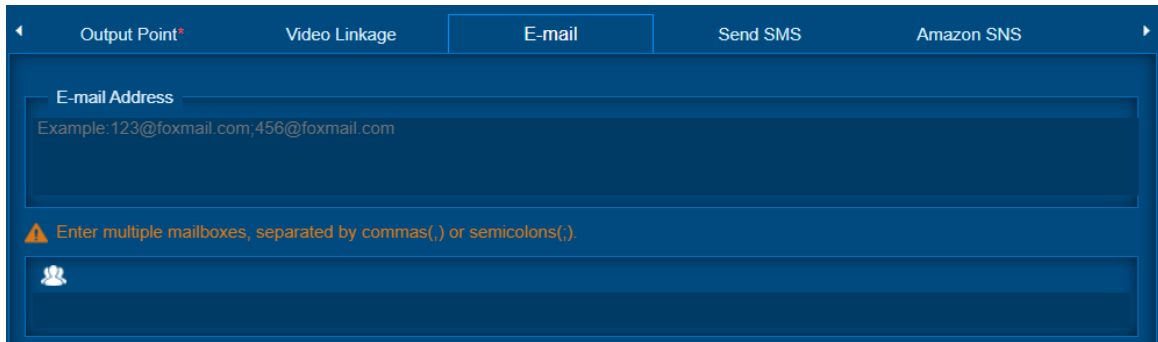 Output Point* Video Linkage E-mail Send SMS Amazon SNS
E-mail Address
Example:123@foxmail.com;456@foxmail.com
Enter multiple mailboxes, separated by commas(,) or semicolons(;).